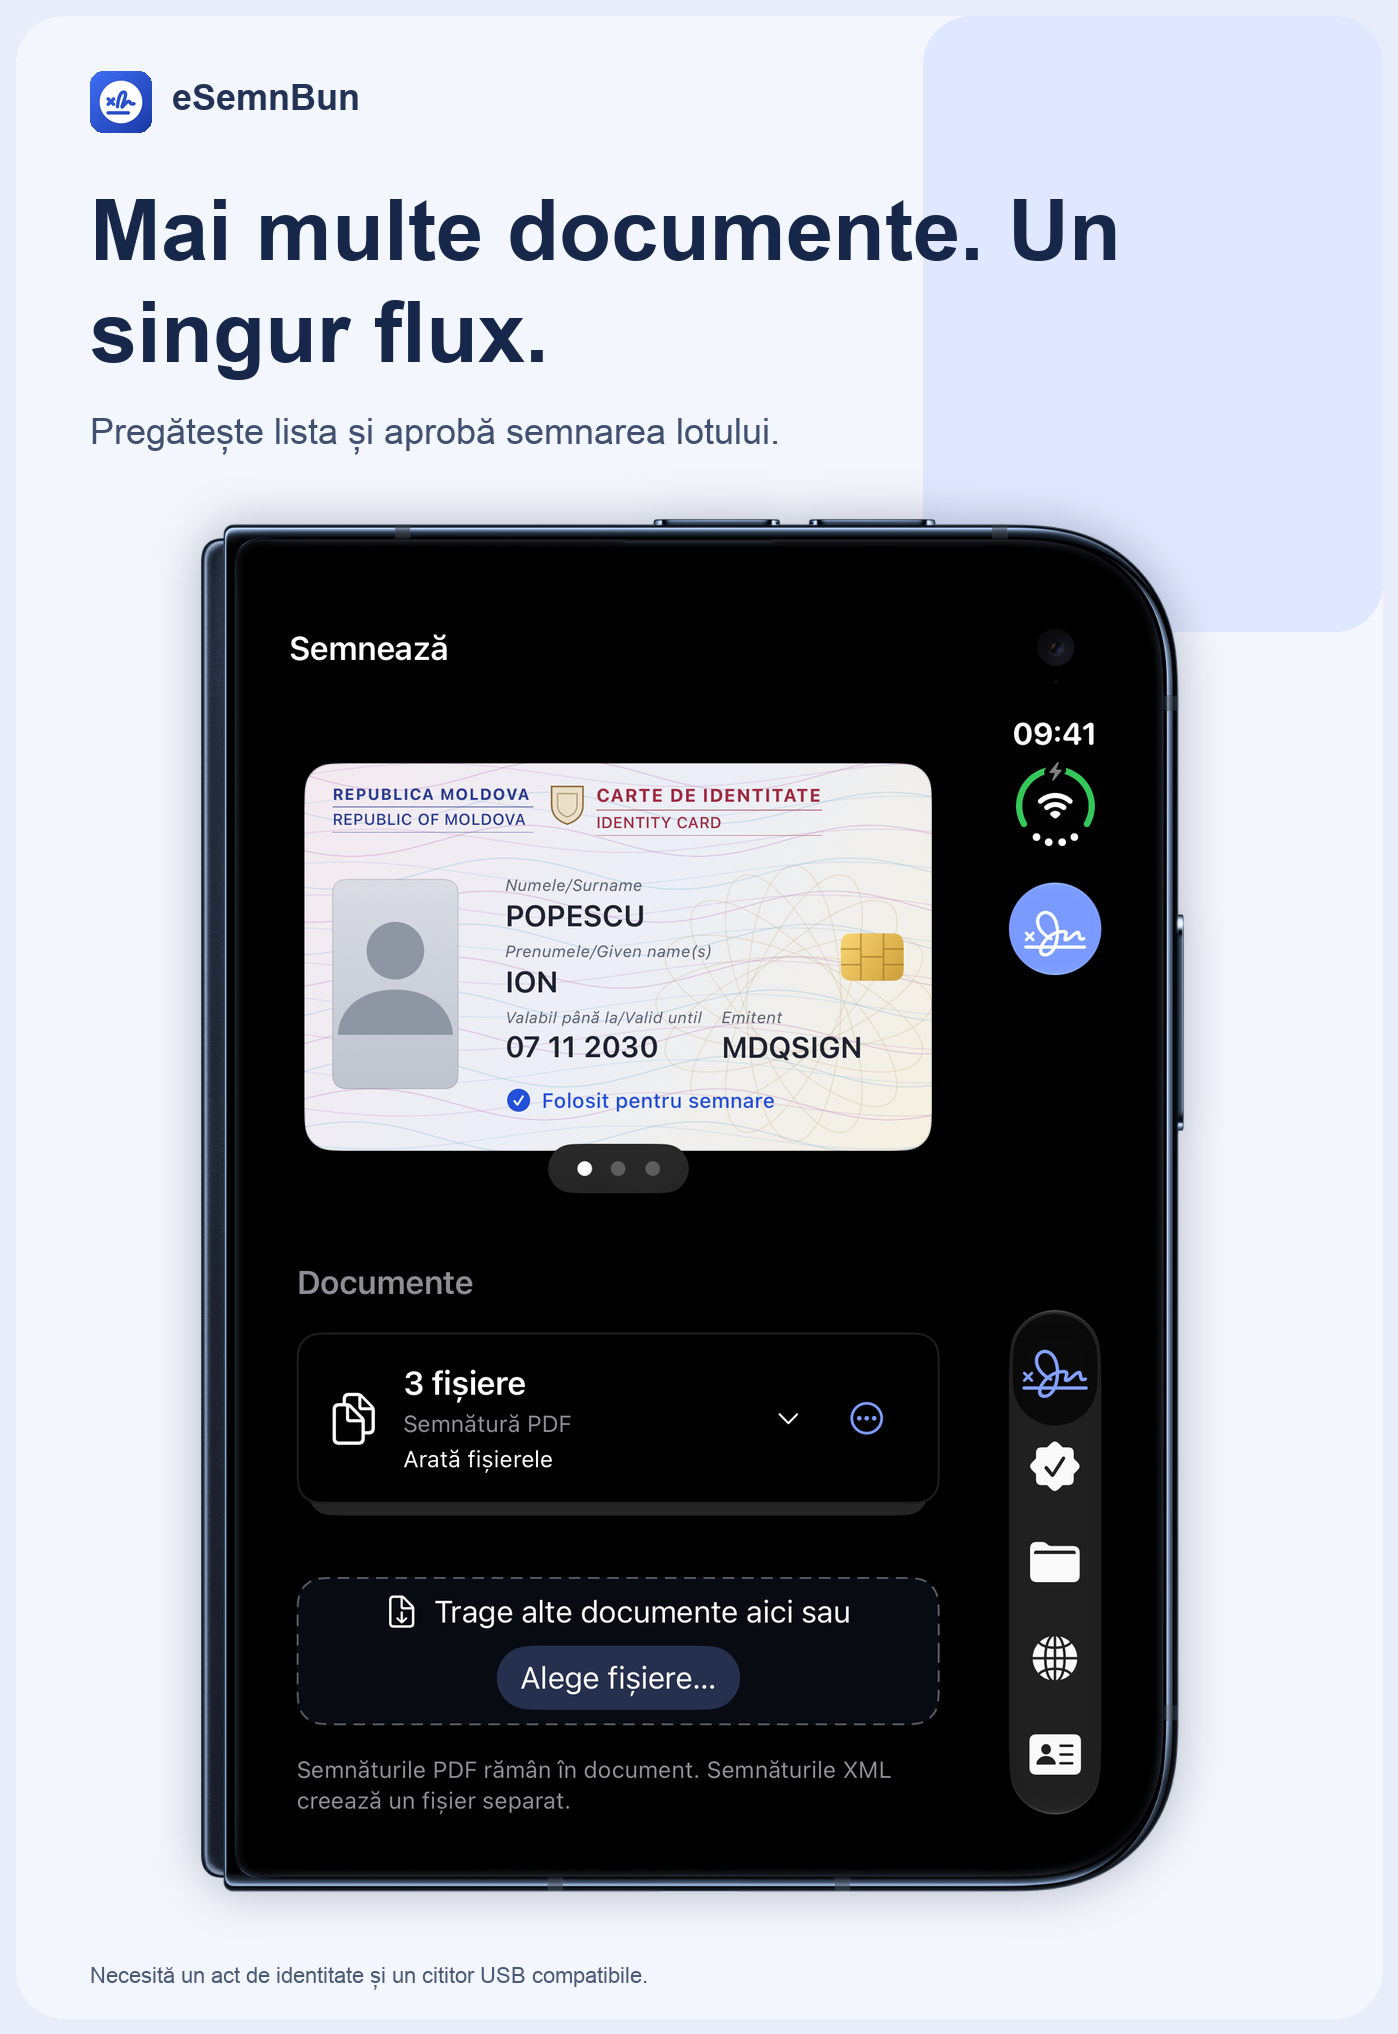 eSemnBun
Mai multe documente. Un
singur flux.
Pregătește lista și aprobă semnarea lotului.
Semnează
09:41
REPUBLICA MOLDOVA
REPUBLIC OF MOLDOVA
CARTE DE IDENTITATE
IDENTITY CARD
Numele/Surname
POPESCU
Prenumele/Given name(s)
ION
Valabil până la/Valid until Emitent
07 11 2030 MDQSIGN
Folosit pentru semnare
Documente
3 fișiere
Semnătură PDF
Arată fișierele
Trage alte documente aici sau
Alege fișiere...
Semnăturile PDF rămân în document. Semnăturile XML
creează un fișier separat.
Necesită un act de identitate și un cititor USB compatibile.